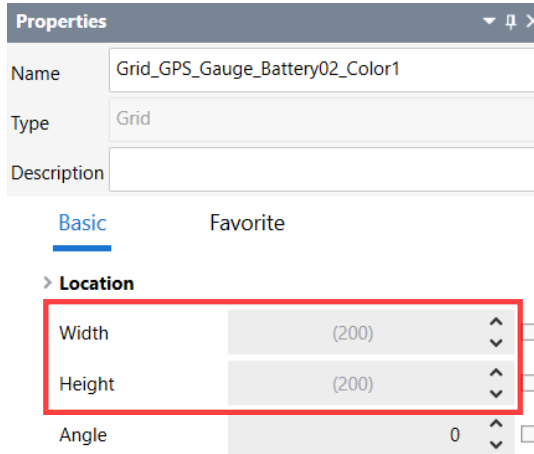 Properties
Name Grid_GPS_Gauge_Battery02_Color1
Type Grid
Description
Basic Favorite
Location
Width (200)
Height (200)
Angle 0